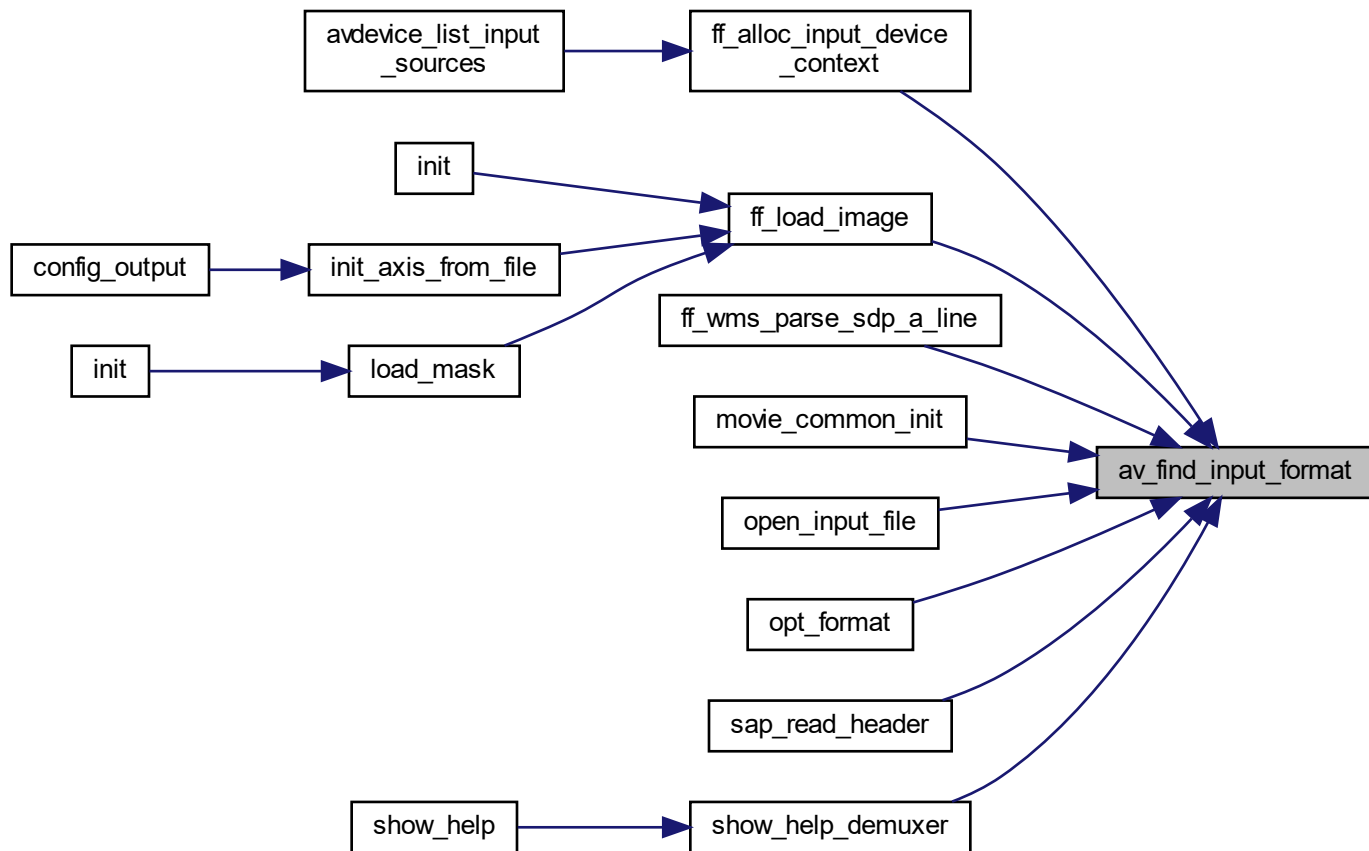 avdevice_list_input
_sources
ff_alloc_input_device
_context
init
ff_load_image
config_output
init_axis_from_file
ff_wms_parse_sdp_a_line
init
load_mask
movie_common_init
av_find_input_format
open_input_file
opt_format
sap_read_header
show_help
show_help_demuxer